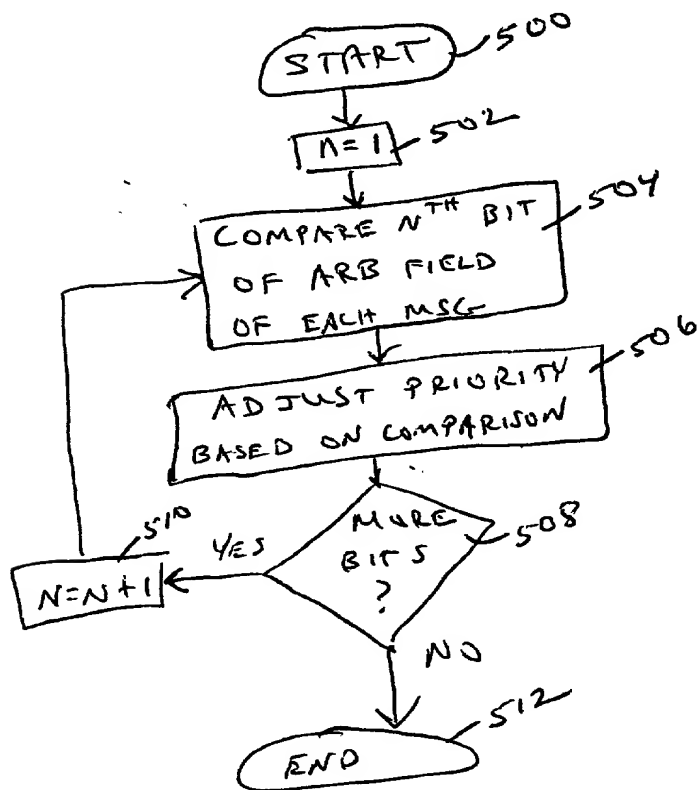 START
500
n=1
502
COMPARE NTH BIT
OF ARB FIELD
OF EACH MSG
504
ADJUST PRIORITY
BASED ON COMPARISON
506
MORE
BITS
?
508
YES
510
N=N+1
NO
END
512